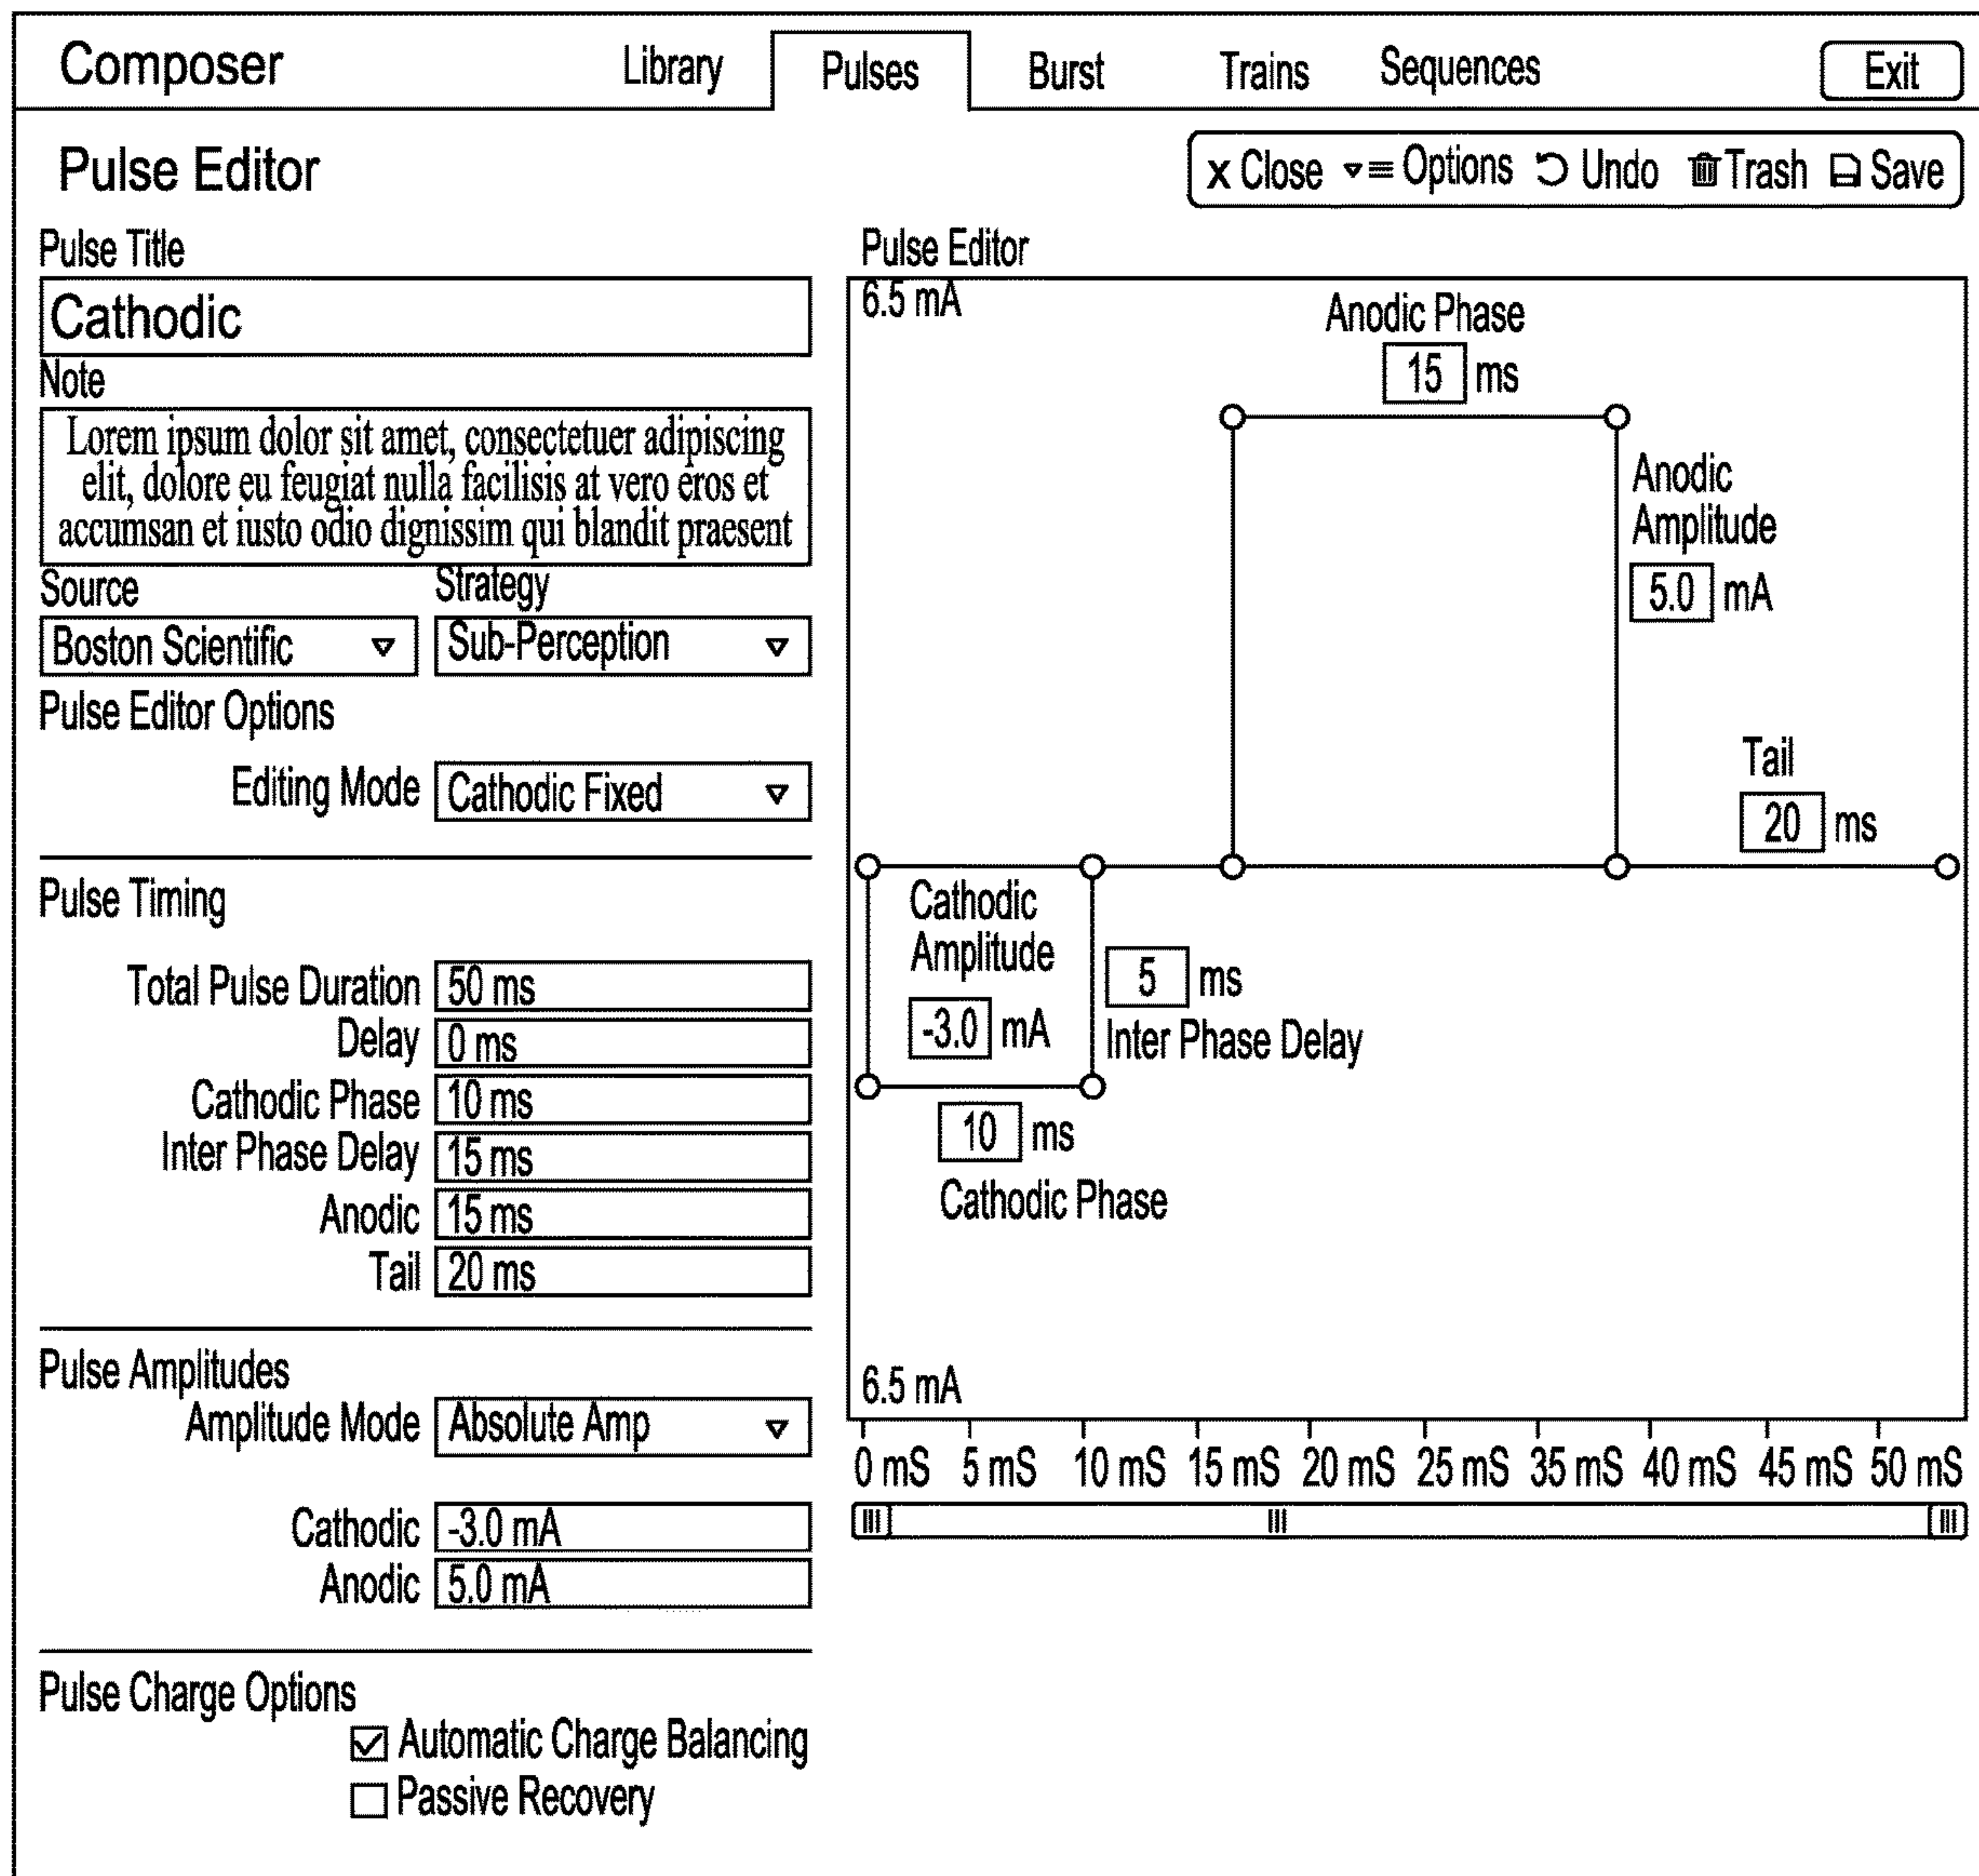 Composer Library Pulses Burst Trains Sequences Exit
Pulse Editor
x Close Options Undo Trash Save
Pulse Title
Cathodic
Note
Lorem ipsum dolor sit amet, consectetuer adipiscing
elit, dolore eu feugiat nulla facilisis at vero eros et
accumsan et iusto odio dignissim qui blandit praesent
Source Strategy
Boston Scientific Sub-Perception
Pulse Editor Options
Editing Mode Cathodic Fixed
Pulse Timing
Total Pulse Duration 50 ms
Delay 0 ms
Cathodic Phase 10 ms
Inter Phase Delay 15 ms
Anodic 15 ms
Tail 20 ms
Pulse Amplitudes
Amplitude Mode Absolute Amp
Cathodic -3.0 mA
Anodic 5.0 mA
Pulse Charge Options
Automatic Charge Balancing
Passive Recovery
Pulse Editor
6.5 mA
Anodic Phase
15 ms
Anodic
Amplitude
5.0 mA
Tail
20 ms
Cathodic
Amplitude
-3.0 mA
5 ms
Inter Phase Delay
10 ms
Cathodic Phase
6.5 mA
0 mS 5 mS 10 mS 15 mS 20 mS 25 mS 35 mS 40 mS 45 mS 50 mS